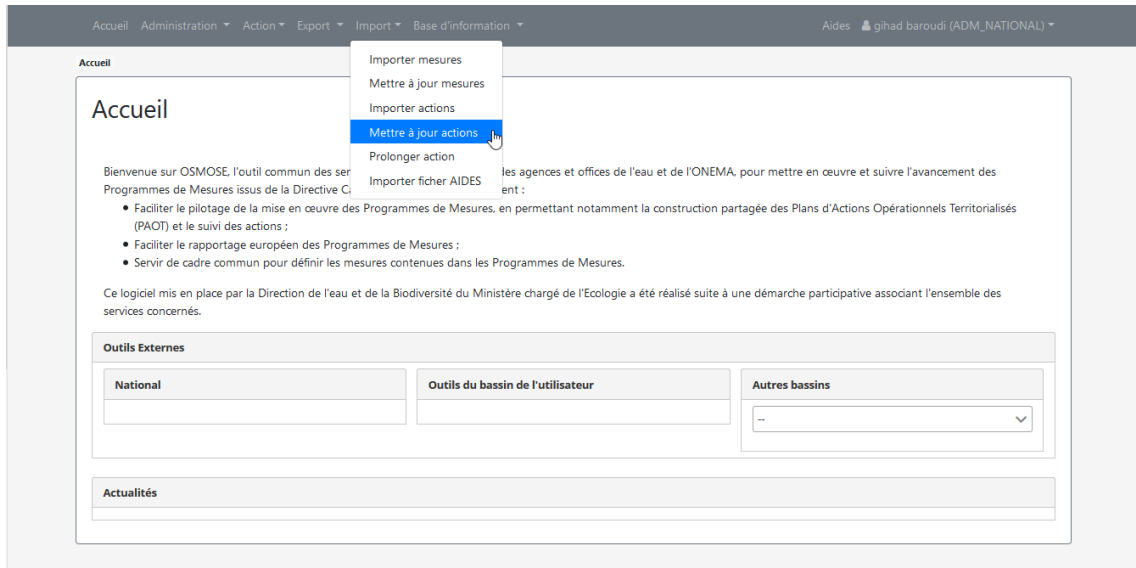 Accueil Administration Action Export Import Base d'information Aides gihad baroudi (ADM_NATIONAL)
Accueil
Importer mesures
Mettre à jour mesures
Importer actions
Mettre à jour actions
Prolonger action
Importer ficher AIDES
Accueil
Bienvenue sur OSMOSE, l'outil commun des ser les agences et offices de l'eau et de l'ONEMA, pour mettre en œuvre et suivre l'avancement des
Programmes de Mesures issus de la Directive Ca ent :
Faciliter le pilotage de la mise en œuvre des Programmes de Mesures, en permettant notamment la construction partagée des Plans d'Actions Opérationnels Territorialisés
(PAOT) et le suivi des actions ;
Faciliter le rapportage européen des Programmes de Mesures ;
Servir de cadre commun pour définir les mesures contenues dans les Programmes de Mesures.
Ce logiciel mis en place par la Direction de l'eau et de la Biodiversité du Ministère chargé de l'Ecologie a été réalisé suite à une démarche participative associant l'ensemble des
services concernés.
Outils Externes
National
Outils du bassin de l'utilisateur
Autres bassins
--
Actualités